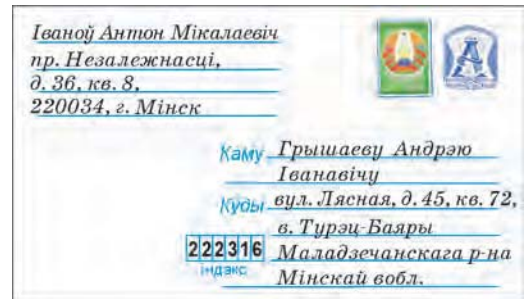 Іваноў Антон Мікалаевіч
пр. Незалежнасці,
д. 36, кв. 8,
220034, г. Мінск
А
Каму Грышаеву Андрэю
Іванавічу
Куды вул. Лясная, д. 45, кв. 72,
в. Турэц-Баяры
222316 Маладзечанскага р-на
індэкс Мінскай вобл.